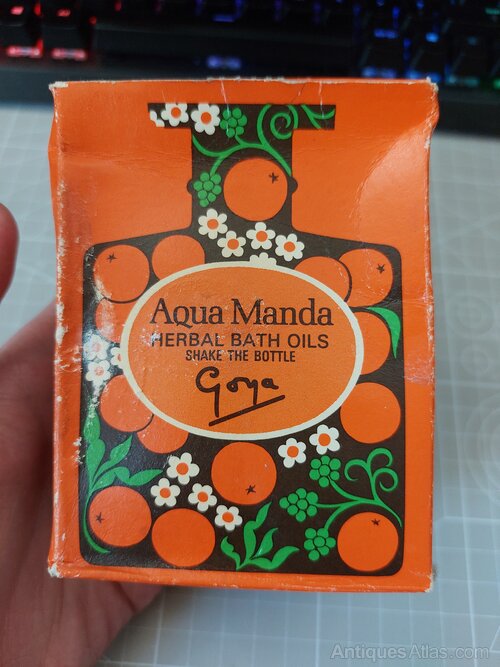 Aqua Manda
HERBAL BATH OILS
SHAKE THE BOTTLE
Goya
AntiquesAtlas.com